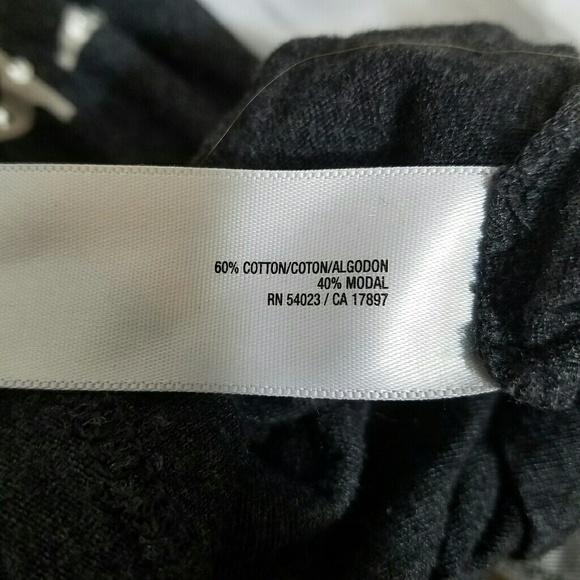 60% COTTON/COTON/ALGODON
40% MODAL
RN 54023 / CA 17897